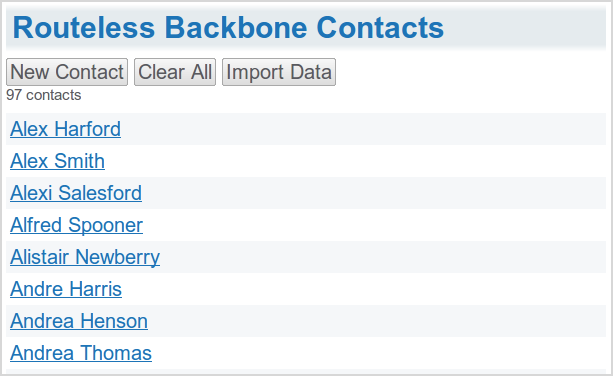 Routeless Backbone Contacts
New Contact Clear All Import Data
97 contacts
Alex Harford
Alex Smith
Alexi Salesford
Alfred Spooner
Alistair Newberry
Andre Harris
Andrea Henson
Andrea Thomas